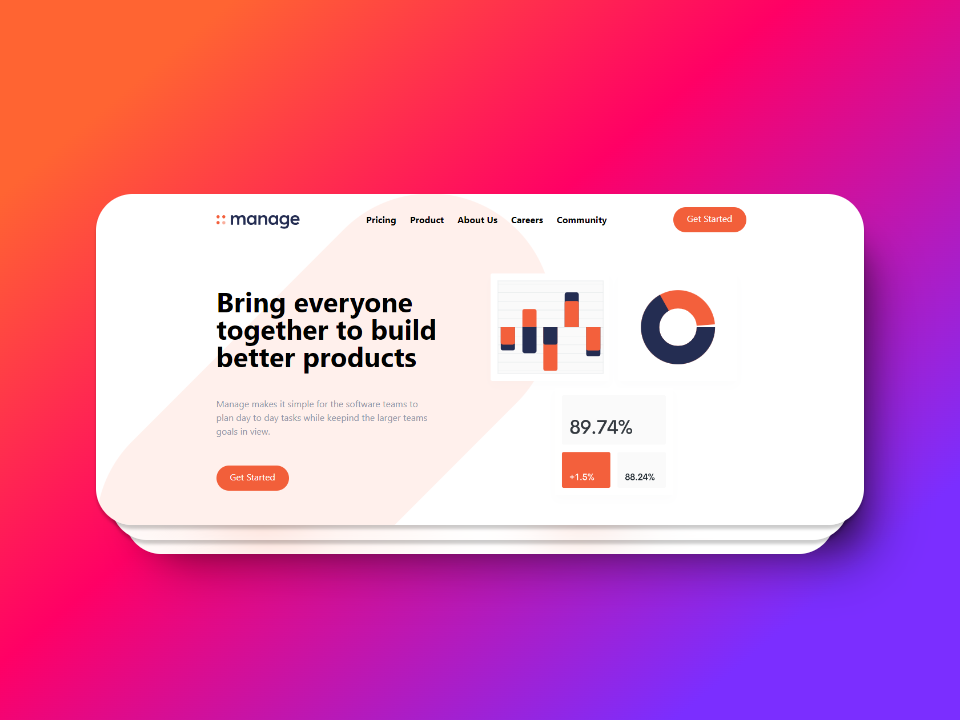 manage
Pricing Product About Us Careers Community
Get Started
Bring everyone
together to build
better products
Manage makes it simple for the software teams to
plan day to day tasks while keepind the larger teams
goals in view.
Get Started
89.74%
+1.5%
88.24%